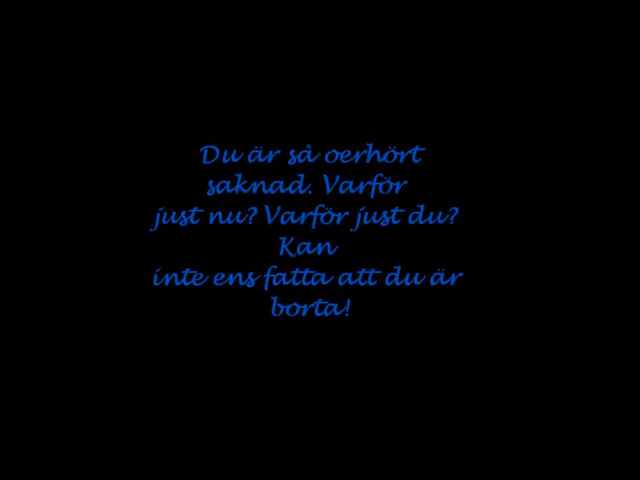 Du är så oerhört
saknad. Varför
just nu? Varför just du?
Kan
inte ens fatta att du är
borta!